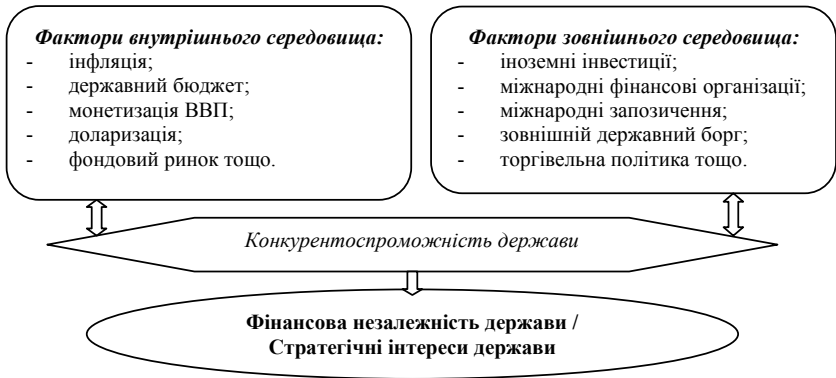 Фактори внутрішнього середовища:
- інфляція;
- державний бюджет;
- монетизація ВВП;
- доларизація;
- фондовий ринок тощо.
Фактори зовнішнього середовища:
- іноземні інвестиції;
- міжнародні фінансові організації;
- міжнародні запозичення;
- зовнішній державний борг;
- торгівельна політика тощо.
Конкурентоспроможність держави
Фінансова незалежність держави /
Стратегічні інтереси держави